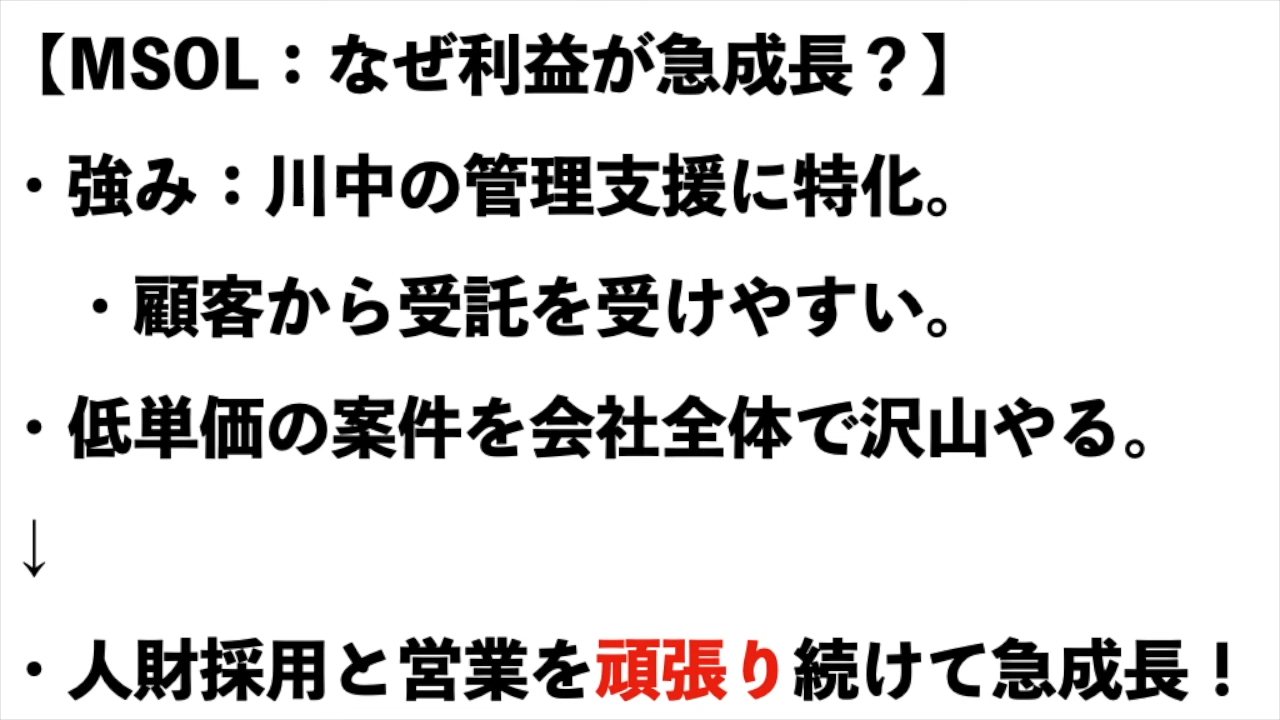 【MSOL：なぜ利益が急成長？】
・強み：川中の管理支援に特化。
・顧客から受託を受けやすい。
・低単価の案件を会社全体で沢山やる。
↓
・人財採用と営業を頑張り続けて急成長！